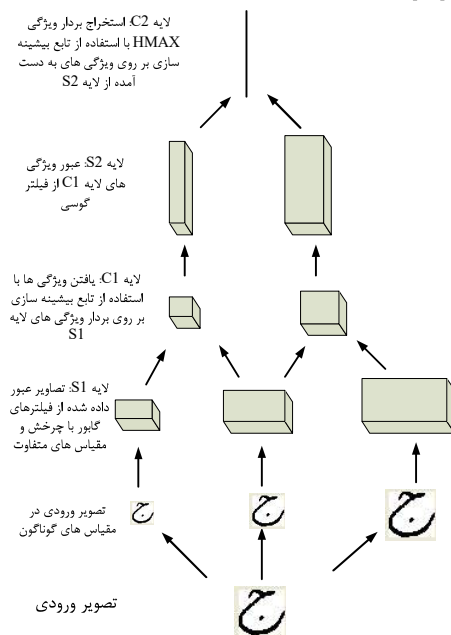 لایه C2: استخراج بردار ویژگی
HMAX با استفاده از تابع بیشینه
سازی بر روی ویژگی های به دست
آمده از لایه S2
لایه S2: عبور ویژگی
های لایه C1 از فیلتر
گوسی
لایه C1: یافتن ویژگی ها با
استفاده از تابع بیشینه سازی
بر روی بردار ویژگی های لایه
S1
لایه S1: تصاویر عبور
داده شده از فیلترهای
گابور با چرخش و
مقیاس های متفاوت
تصویر ورودی در
مقیاس های گوناگون
ج ج ج
تصویر ورودی
ج